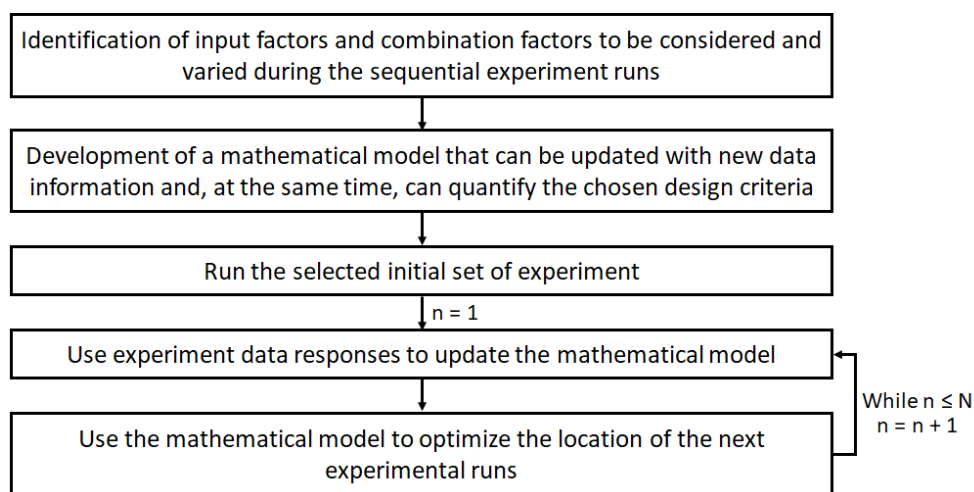 Identification of input factors and combination factors to be considered and
varied during the sequential experiment runs
Development of a mathematical model that can be updated with new data
information and, at the same time, can quantify the chosen design criteria
Run the selected initial set of experiment
n = 1
Use experiment data responses to update the mathematical model
While n ≤ N
n = n + 1
Use the mathematical model to optimize the location of the next
experimental runs